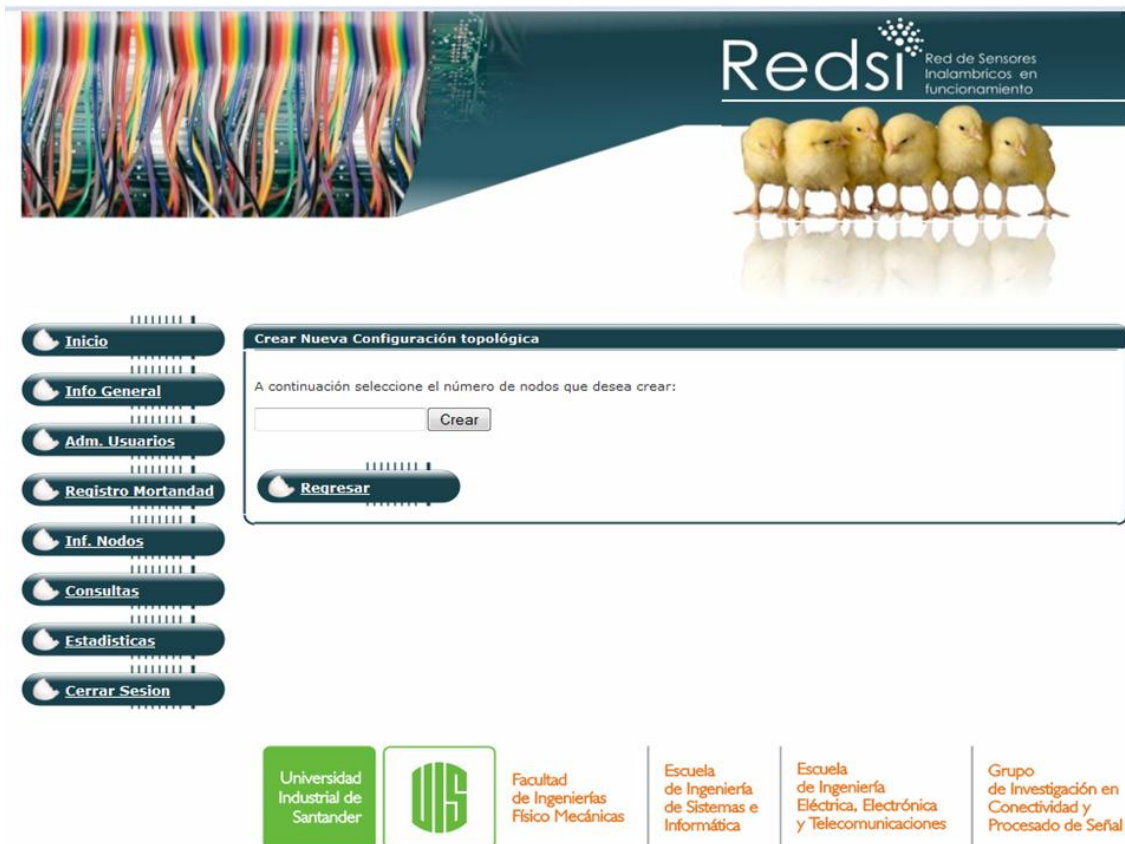 Redsi
Red de Sensores
Inalambricos en
funcionamiento
Inicio
Info General
Adm. Usuarios
Registro Mortandad
Inf. Nodos
Consultas
Estadisticas
Cerrar Sesion
Crear Nueva Configuración topológica
A continuación seleccione el número de nodos que desea crear:
Crear
Regresar
Universidad
Industrial de
Santander
UIS
Facultad
de Ingenierías
Físico Mecánicas
Escuela
de Ingeniería
de Sistemas e
Informática
Escuela
de Ingeniería
Eléctrica, Electrónica
y Telecomunicaciones
Grupo
de Investigación en
Conectividad y
Procesado de Señal